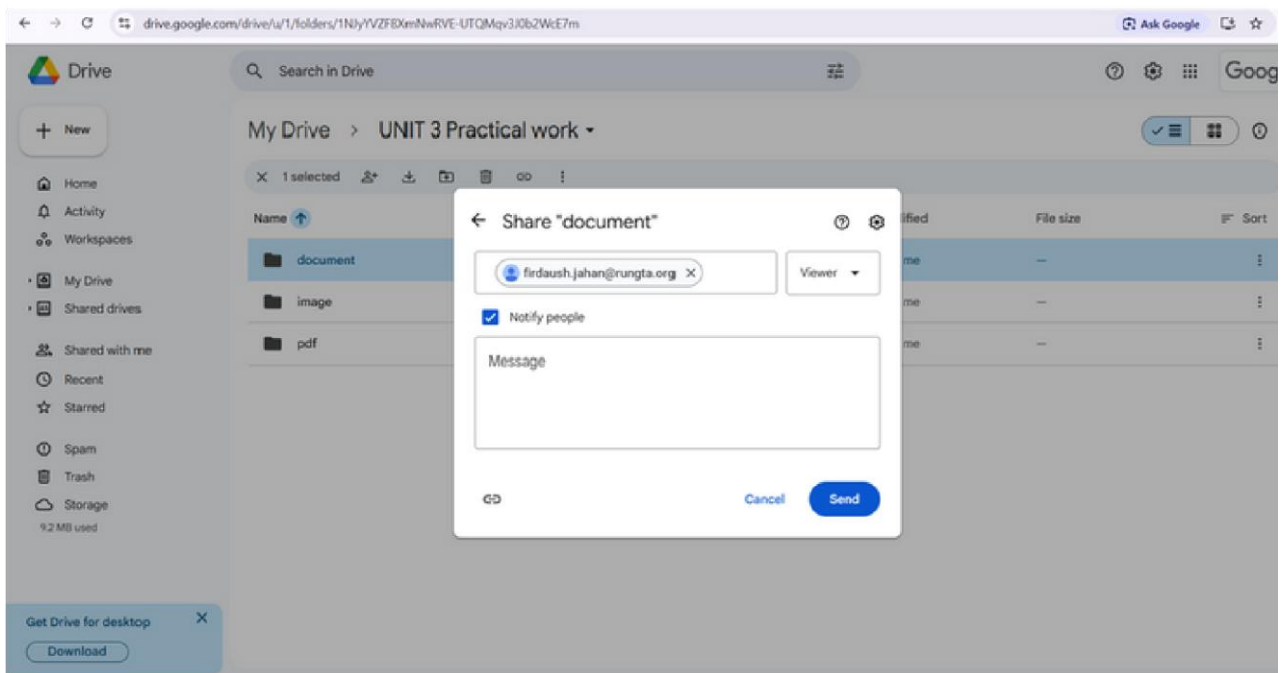 drive.google.com/drive/u/1/folders/1NJyYVZF8XmNwRVE-UTQMqv3J0b2WcE7m
Ask Google
Drive
Search in Drive
Goog
New
My Drive > UNIT 3 Practical work
1 selected
Home
Activity
Workspaces
My Drive
Shared drives
Shared with me
Recent
Starred
Spam
Trash
Storage
9.2 MB used
Get Drive for desktop
Download
Name
ified
File size
Sort
document
me
—
image
me
—
pdf
me
—
Share "document"
firdaush.jahan@rungta.org
Viewer
Notify people
Message
Cancel
Send